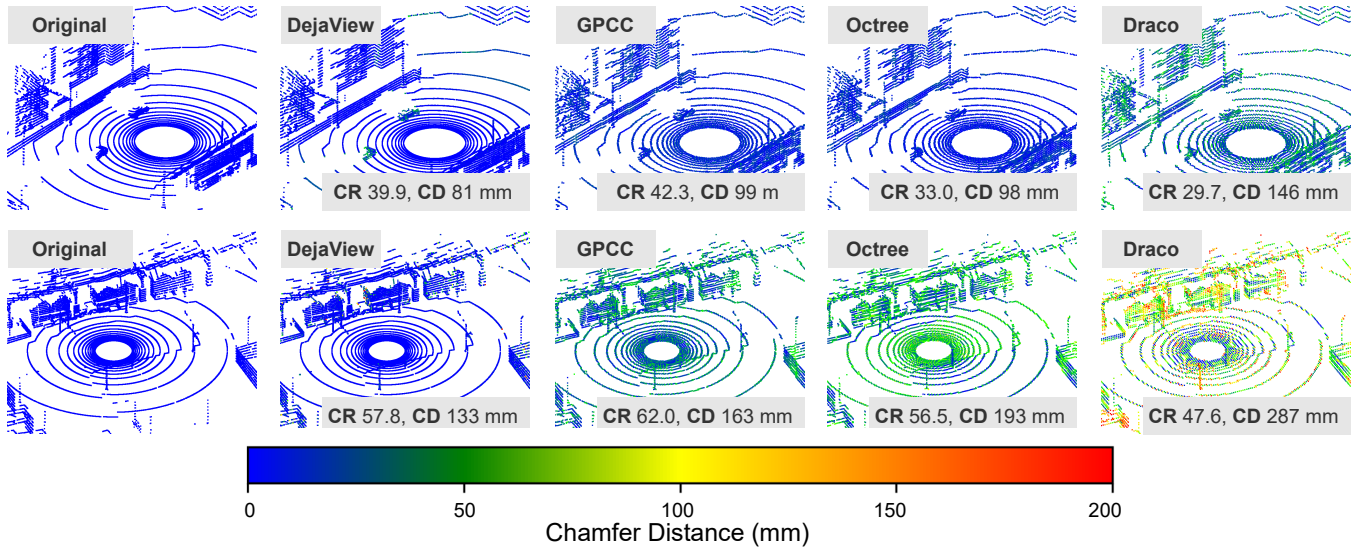 Original
DejaView
GPCC
Octree
Draco
CR 39.9, CD 81 mm
CR 42.3, CD 99 m
CR 33.0, CD 98 mm
CR 29.7, CD 146 mm
Original
DejaView
GPCC
Octree
Draco
CR 57.8, CD 133 mm
CR 62.0, CD 163 mm
CR 56.5, CD 193 mm
CR 47.6, CD 287 mm
0
50
100
150
200
Chamfer Distance (mm)